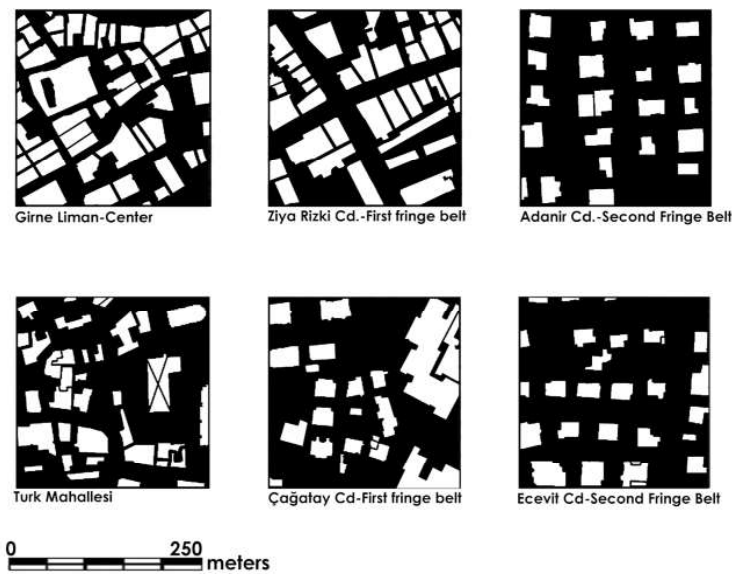 Girne Liman-Center
Ziya Rizki Cd.-First fringe belt
Adanir Cd.-Second Fringe Belt
Turk Mahallesi
Çağatay Cd-First fringe belt
Ecevit Cd-Second Fringe Belt
0 250
meters